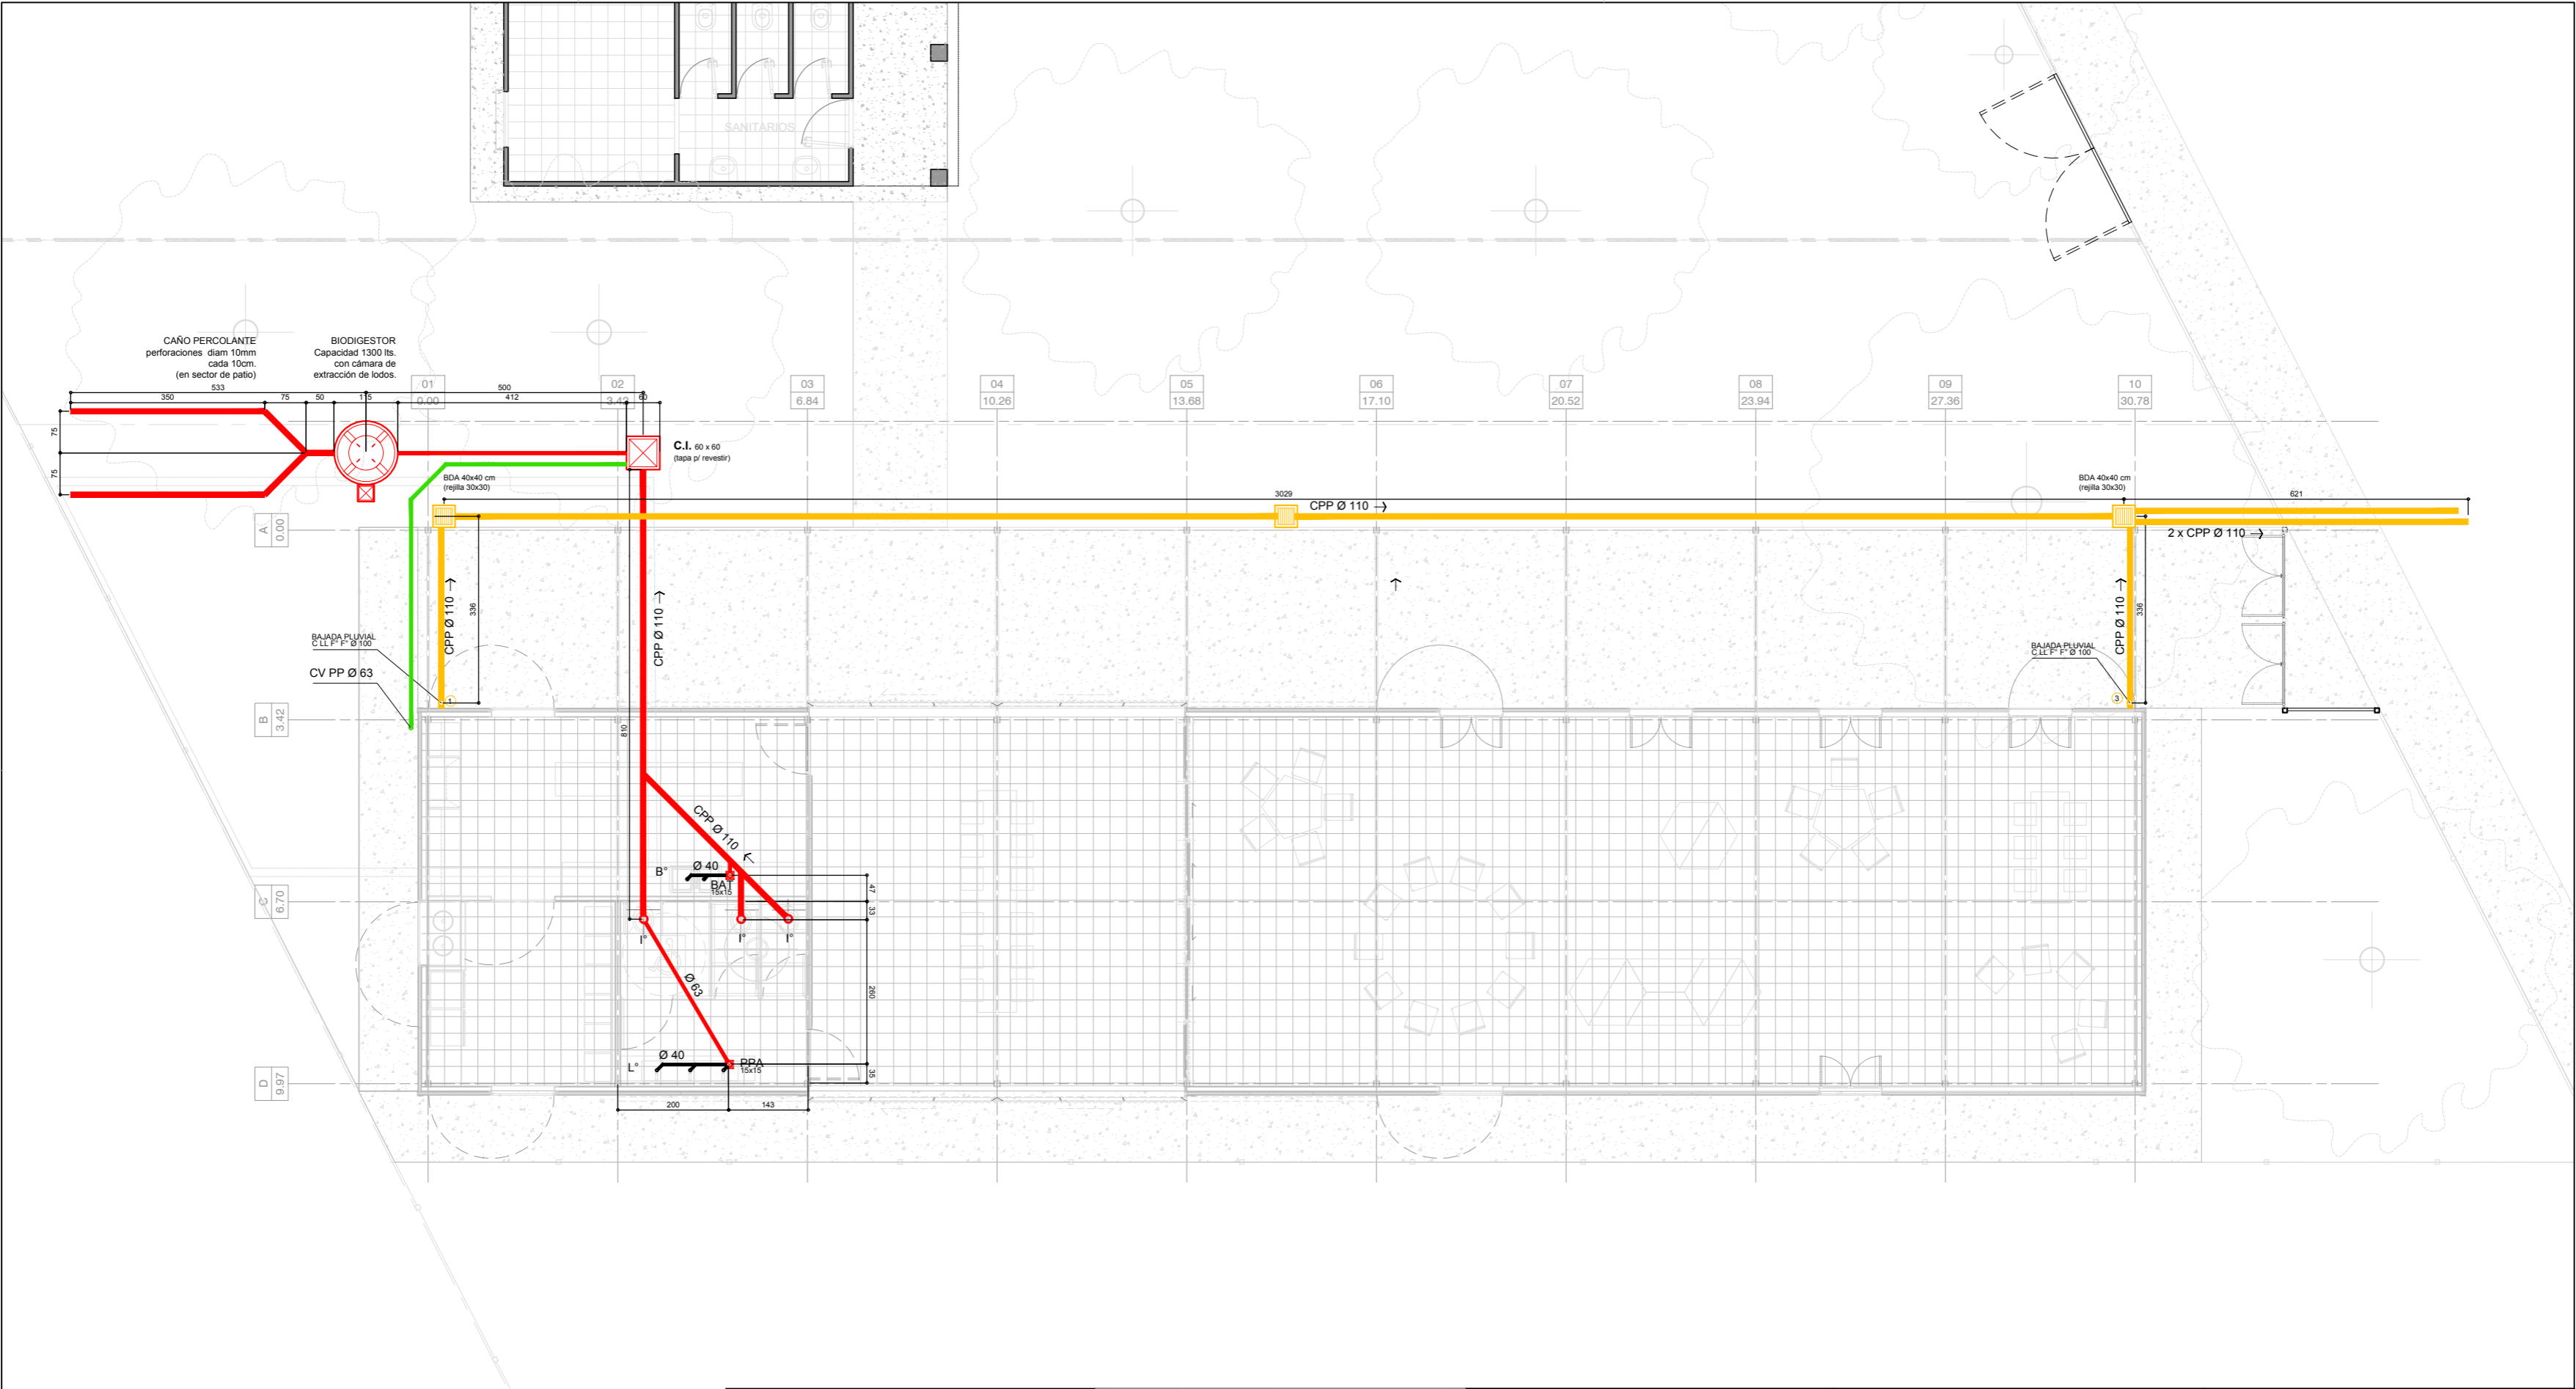 SANITARIOS
CAÑO PERCOLANTE
perforaciones diam 10mm
cada 10cm.
(en sector de patio)
BIODIGESTOR
Capacidad 1300 lts.
con cámara de
extracción de lodos.
533
500
350
75
50
115
412
60
01
0.00
02
3.42
03
6.84
04
10.26
05
13.68
06
17.10
07
20.52
08
23.94
09
27.36
10
30.78
75
75
C.I. 60 x 60
(tapa p/ revestir)
BDA 40x40 cm
(rejilla 30x30)
BDA 40x40 cm
(rejilla 30x30)
3029
621
CPP Ø 110
2 x CPP Ø 110
A
0.00
CPP Ø 110
336
CPP Ø 110
CPP Ø 110
336
BAJADA PLUVIAL
C LL F° F° Ø 100
CV PP Ø 63
1
BAJADA PLUVIAL
C LL F° F° Ø 100
3
B
3.42
810
CPP Ø 110
B°
Ø 40
BAT
15x15
47
33
C
6.70
I°
I°
I°
Ø 63
260
L°
Ø 40
PPA
15x15
35
D
9.97
200
143